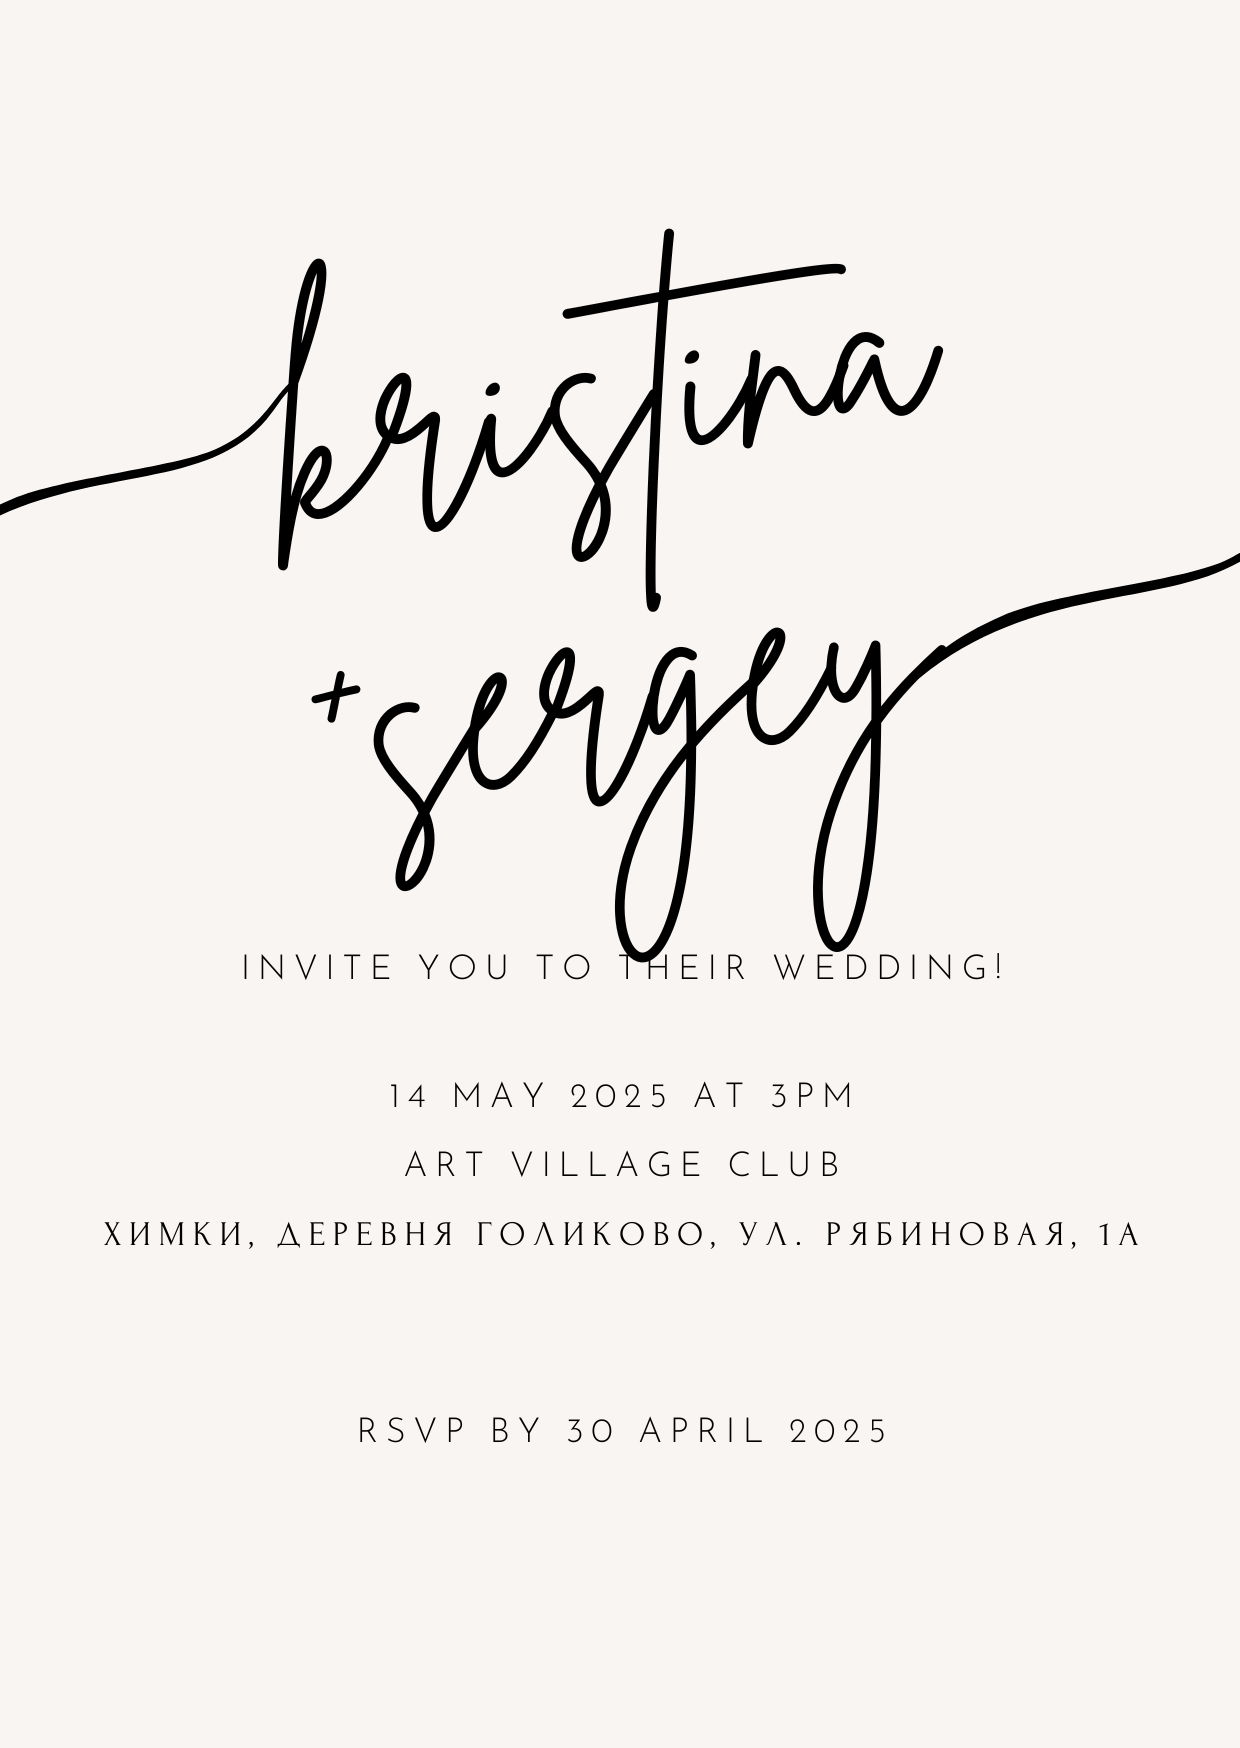 kristina
+sergey
INVITE YOU TO THEIR WEDDING!
14 MAY 2025 AT 3PM
ART VILLAGE CLUB
ХИМКИ, ДЕРЕВНЯ ГОЛИКОВО, УЛ. РЯБИНОВАЯ, 1А
RSVP BY 30 APRIL 2025